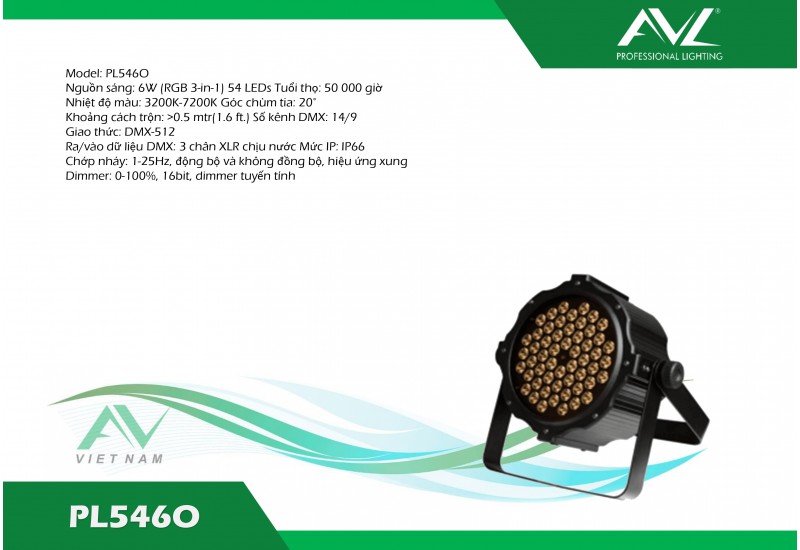 AVL®
PROFESSIONAL LIGHTING
Model: PL546O
Nguồn sáng: 6W (RGB 3-in-1) 54 LEDs Tuổi thọ: 50 000 giờ
Nhiệt độ màu: 3200K-7200K Góc chùm tia: 20°
Khoảng cách trộn: >0.5 mtr(1.6 ft.) Số kênh DMX: 14/9
Giao thức: DMX-512
Ra/vào dữ liệu DMX: 3 chân XLR chịu nước Mức IP: IP66
Chớp nháy: 1-25Hz, động bộ và không đồng bộ, hiệu ứng xung
Dimmer: 0-100%, 16bit, dimmer tuyến tính
AV
VIETNAM
PL546O